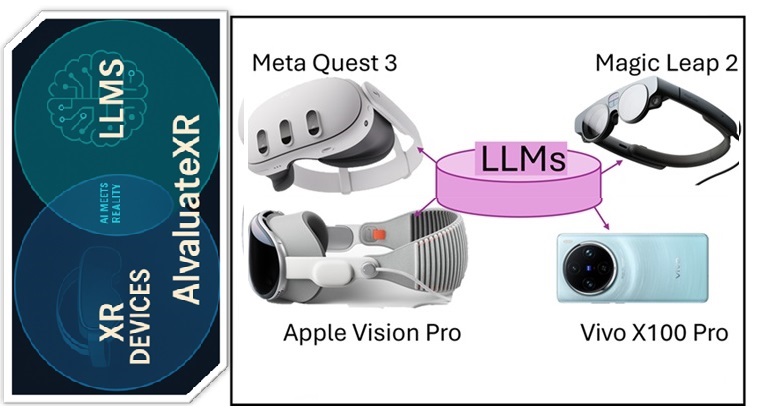 LLMS
AI MEETS
REALITY
XR
DEVICES
AIvaluateXR
Meta Quest 3
Magic Leap 2
LLMs
Apple Vision Pro
Vivo X100 Pro
vivo